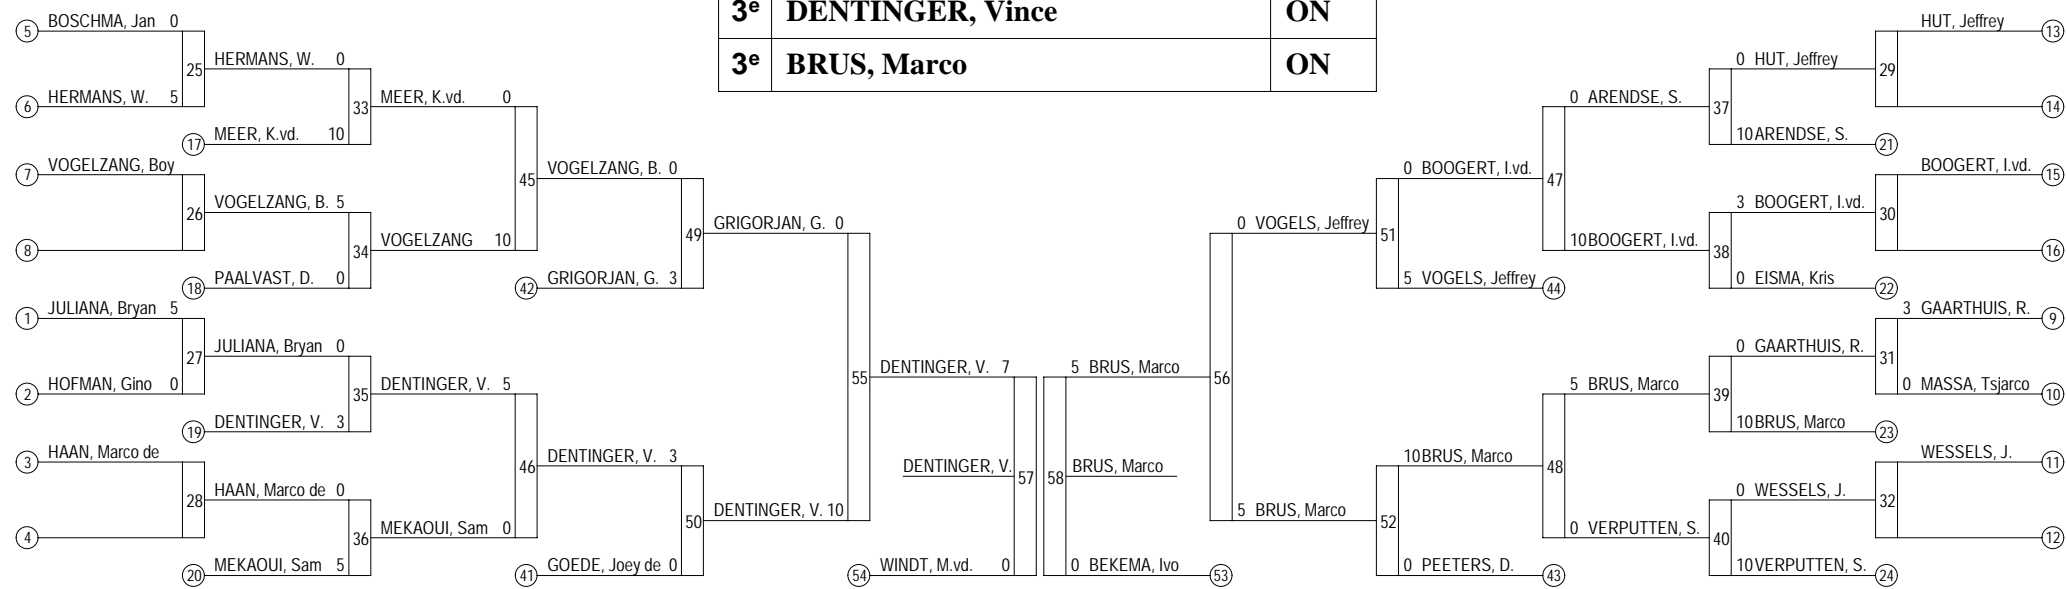 3e DENTINGER, Vince ON
3e BRUS, Marco ON
5 BOSCHMA, Jan 0
25 HERMANS, W. 0
6 HERMANS, W. 5
33 MEER, K.vd. 0
17 MEER, K.vd. 10
7 VOGELZANG, Boy
45 VOGELZANG, B. 0
26 VOGELZANG, B. 5
8
34 VOGELZANG 10
18 PAALVAST, D. 0
49 GRIGORJAN, G. 0
42 GRIGORJAN, G. 3
1 JULIANA, Bryan 5
27 JULIANA, Bryan 0
2 HOFMAN, Gino 0
35 DENTINGER, V. 5
19 DENTINGER, V. 3
3 HAAN, Marco de
46 DENTINGER, V. 3
28 HAAN, Marco de 0
4
36 MEKAOUI, Sam 0
20 MEKAOUI, Sam 5
50 DENTINGER, V. 10
41 GOEDE, Joey de 0
55 DENTINGER, V. 7
DENTINGER, V. 57
54 WINDT, M.vd. 0
5 BRUS, Marco 56
58 BRUS, Marco
0 BEKEMA, Ivo 53
0 VOGELS, Jeffrey 51
5 BRUS, Marco 52
0 BOOGERT, I.vd. 47
5 VOGELS, Jeffrey 44
10 BRUS, Marco 48
0 PEETERS, D. 43
0 ARENDSE, S. 37
10 BOOGERT, I.vd. 38
5 BRUS, Marco 39
0 VERPUTTEN, S. 40
0 HUT, Jeffrey 29
10 ARENDSE, S. 21
3 BOOGERT, I.vd. 30
0 EISMA, Kris 22
0 GAARTHUIS, R. 31
10 BRUS, Marco 23
0 WESSELS, J. 32
10 VERPUTTEN, S. 24
HUT, Jeffrey 13
14
BOOGERT, I.vd. 15
16
3 GAARTHUIS, R. 9
0 MASSA, Tsjarco 10
WESSELS, J. 11
12